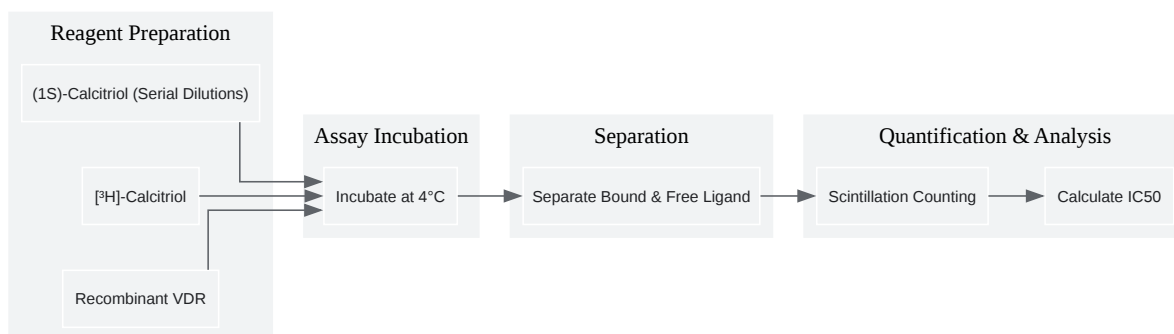 Reagent Preparation
(1S)-Calcitriol (Serial Dilutions)
[³H]-Calcitriol
Recombinant VDR
Assay Incubation
Incubate at 4°C
Separation
Separate Bound & Free Ligand
Quantification & Analysis
Scintillation Counting
Calculate IC50